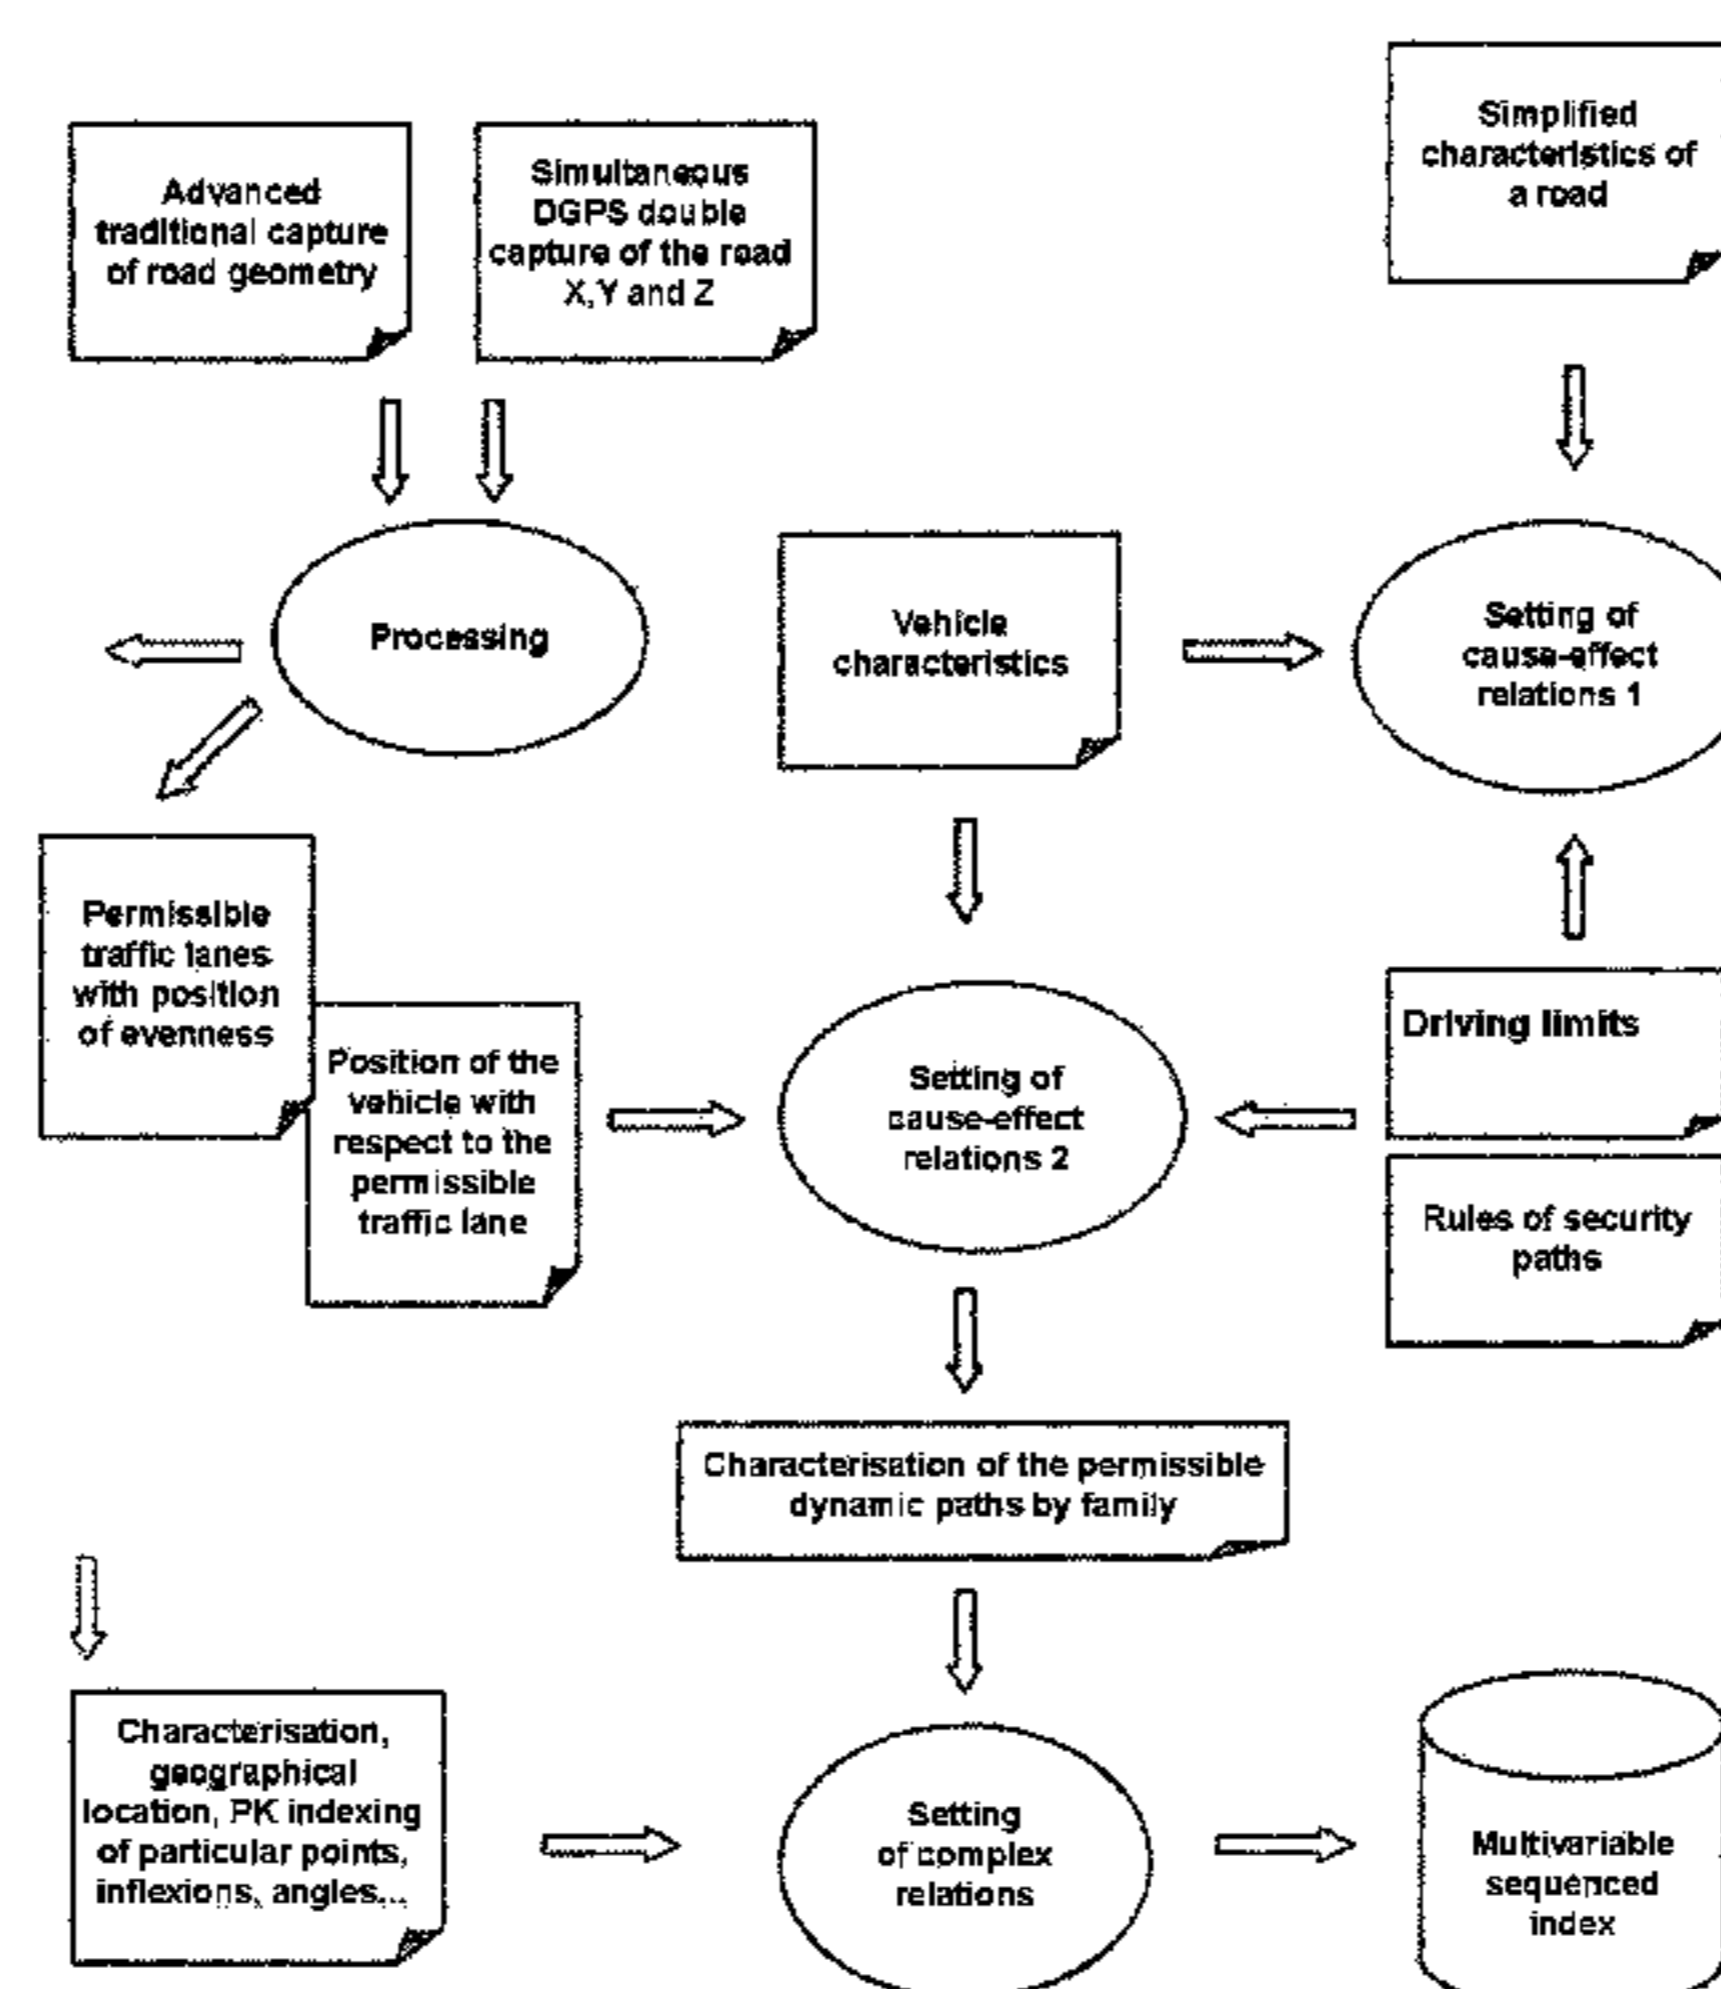 Simplified
characteristics of
a road
Advanced
traditional capture
of road geometry
Simultaneous
DGPS double
capture of the road
X,Y and Z
Processing
Vehicle
characteristics
Setting of
cause-effect
relations 1
Permissible
traffic lanes
with position
of evenness
Position of the
vehicle with
respect to the
permissible
traffic lane
Setting of
cause-effect
relations 2
Driving limits
Rules of security
paths
Characterisation of the permissible
dynamic paths by family
Characterisation,
geographical
location, PK indexing
of particular points,
inflexions, angles...
Setting
of complex
relations
Multivariable
sequenced
index